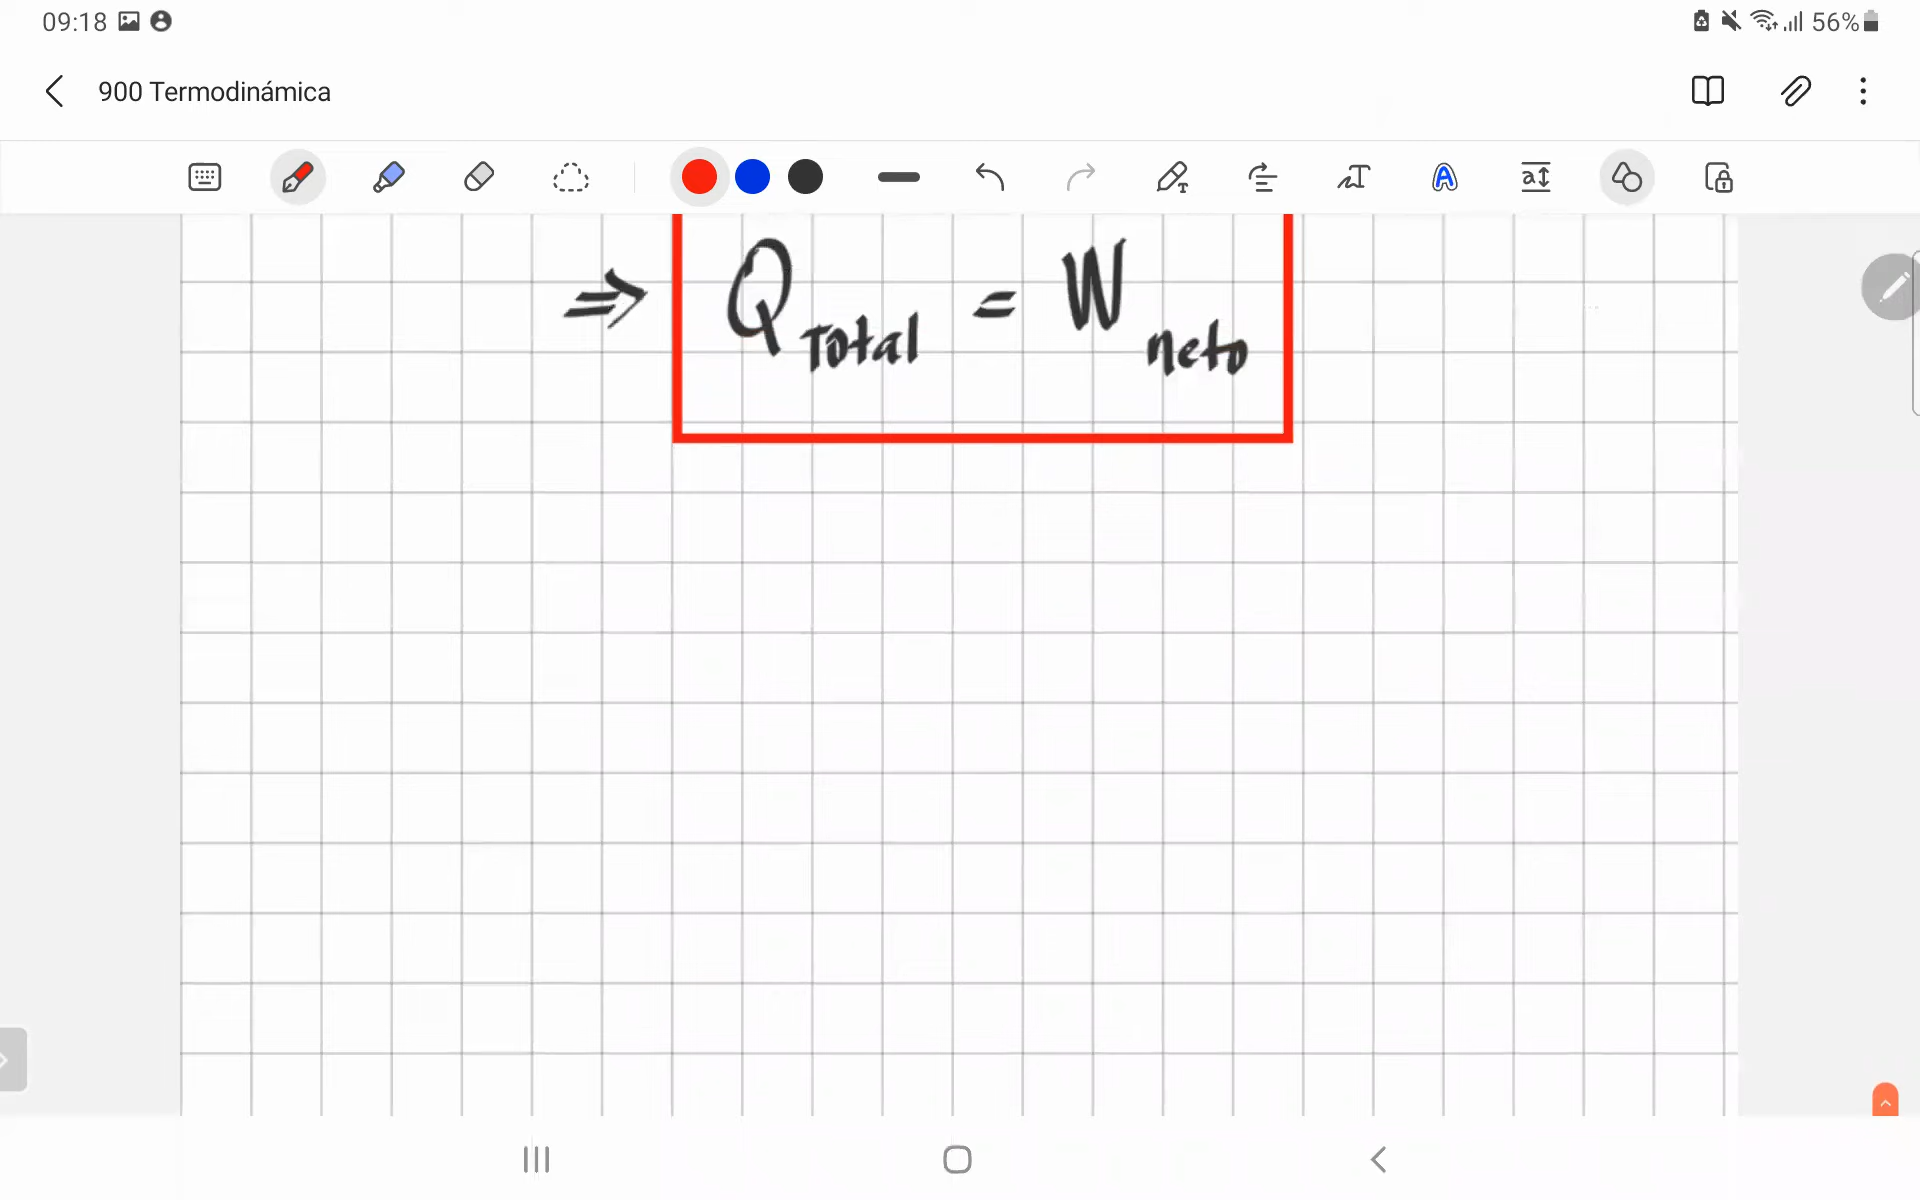 09:18 56%
900 Termodinámica
T T A a
⇒ Q Total = W neto